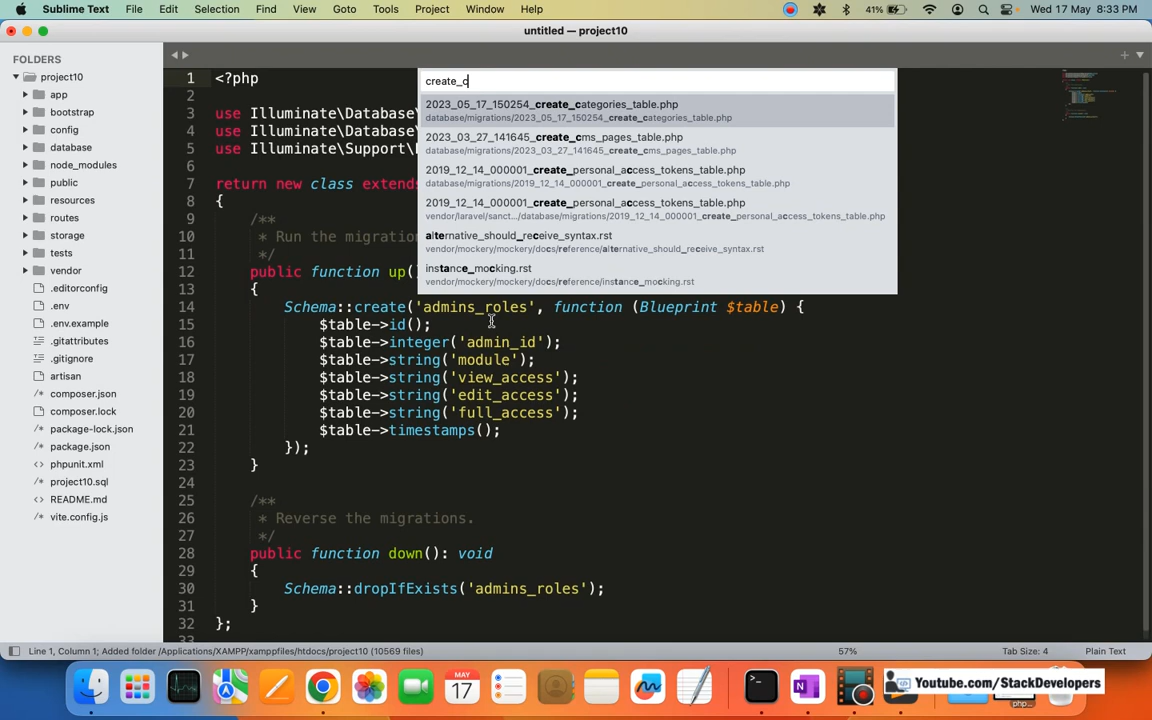 Sublime Text File Edit Selection Find View Goto Tools Project Window Help 41% Wed 17 May 8:33 PM
untitled — project10
FOLDERS
project10
app
bootstrap
config
database
node_modules
public
resources
routes
storage
tests
vendor
.editorconfig
.env
.env.example
.gitattributes
.gitignore
artisan
composer.json
composer.lock
package-lock.json
package.json
phpunit.xml
project10.sql
README.md
vite.config.js
create_c
2023_05_17_150254_create_categories_table.php
database/migrations/2023_05_17_150254_create_categories_table.php
2023_03_27_141645_create_cms_pages_table.php
database/migrations/2023_03_27_141645_create_cms_pages_table.php
2019_12_14_000001_create_personal_access_tokens_table.php
database/migrations/2019_12_14_000001_create_personal_access_tokens_table.php
2019_12_14_000001_create_personal_access_tokens_table.php
vendor/laravel/sanct.../database/migrations/2019_12_14_000001_create_personal_access_tokens_table.php
alternative_should_receive_syntax.rst
vendor/mockery/mockery/docs/reference/alternative_should_receive_syntax.rst
instance_mocking.rst
vendor/mockery/mockery/docs/reference/instance_mocking.rst
1 <?php
2
3 use Illuminate\Database\
4 use Illuminate\Database\
5 use Illuminate\Support\
6
7 return new class extends
8 {
9 /**
10 * Run the migration
11 */
12 public function up()
13 {
14 Schema::create('admins_roles', function (Blueprint $table) {
15 $table->id();
16 $table->integer('admin_id');
17 $table->string('module');
18 $table->string('view_access');
19 $table->string('edit_access');
20 $table->string('full_access');
21 $table->timestamps();
22 });
23 }
24
25 /**
26 * Reverse the migrations.
27 */
28 public function down(): void
29 {
30 Schema::dropIfExists('admins_roles');
31 }
32 };
33
Line 1, Column 1; Added folder /Applications/XAMPP/xamppfiles/htdocs/project10 (10569 files) 57% Tab Size: 4 Plain Text
MAY
17
Youtube.com/StackDevelopers
php...